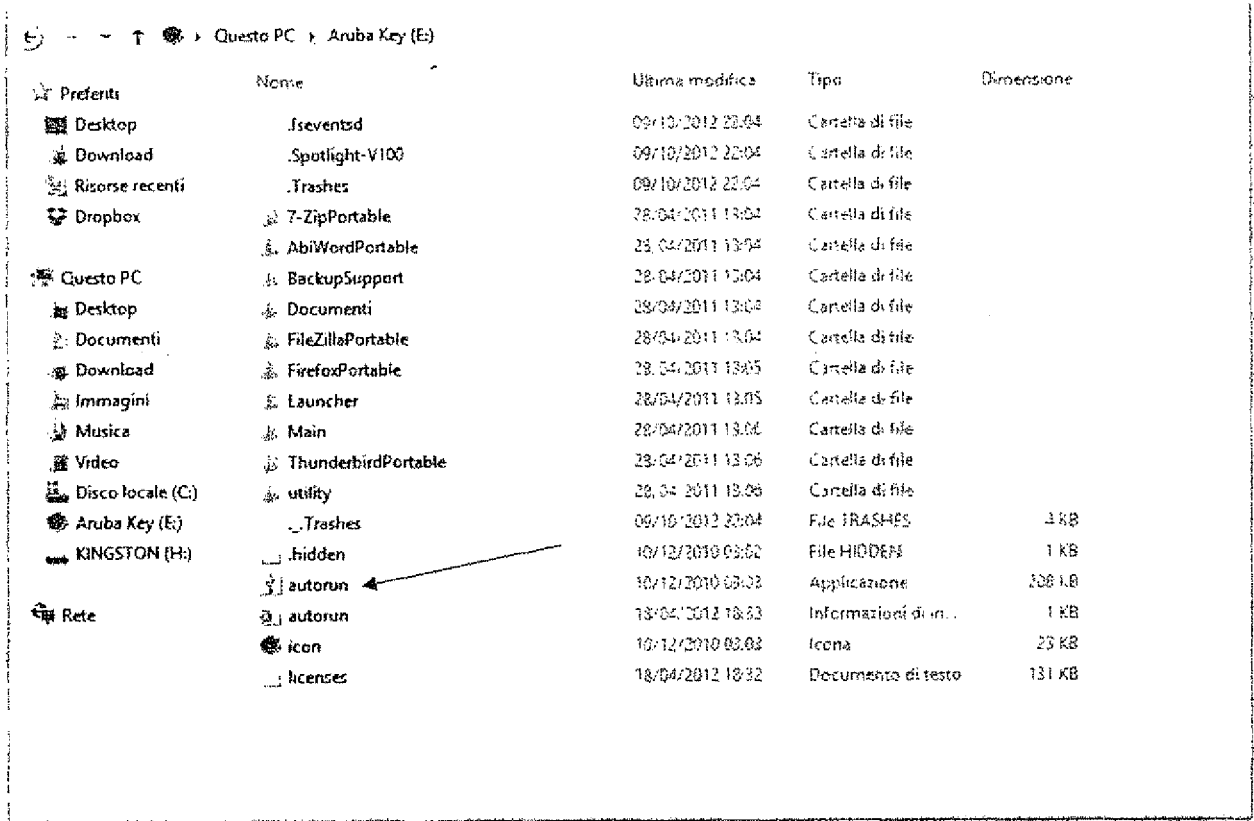 Questo PC Aruba Key (E:)
Nome Ultima modifica Tipo Dimensione
Preferiti
Desktop .fseventsd 09/10/2012 22:04 Cartella di file
Download .Spotlight-V100 09/10/2012 22:04 Cartella di file
Risorse recenti .Trashes 09/10/2012 22:04 Cartella di file
Dropbox 7-ZipPortable 28/04/2011 13:04 Cartella di file
AbiWordPortable 28/04/2011 13:04 Cartella di file
Questo PC BackupSupport 28/04/2011 13:04 Cartella di file
Desktop Documenti 28/04/2011 13:04 Cartella di file
Documenti FileZillaPortable 28/04/2011 13:04 Cartella di file
Download FirefoxPortable 28/04/2011 13:05 Cartella di file
Immagini Launcher 28/04/2011 13:05 Cartella di file
Musica Main 28/04/2011 13:06 Cartella di file
Video ThunderbirdPortable 28/04/2011 13:06 Cartella di file
Disco locale (C:) utility 28/04/2011 13:06 Cartella di file
Aruba Key (E:) ._.Trashes 09/10/2012 22:04 File TRASHES 4 KB
KINGSTON (H:) .hidden 10/12/2010 File HIDDEN 1 KB
autorun 10/12/2010 Applicazione KB
Rete autorun 18/04/2012 Informazioni di in... 1 KB
icon 10/12/2010 Icona 23 KB
licenses 18/04/2012 18:32 Documento di testo 131 KB